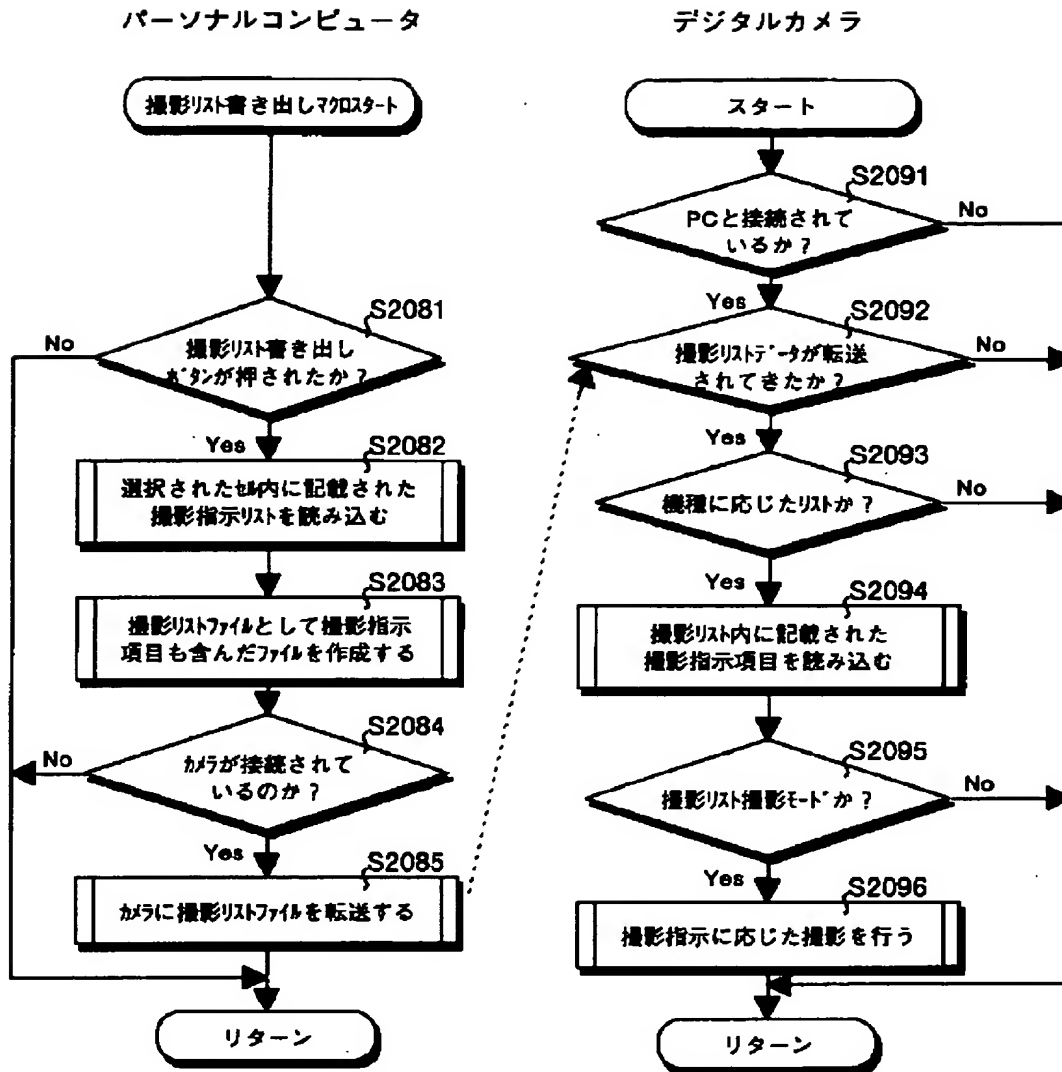 パーソナルコンピュータ
撮影リスト書き出しマクロスタート
S2081
撮影リスト書き出し
ボタンが押されたか？
No
Yes
S2082
選択されたセル内に記載された
撮影指示リストを読み込む
S2083
撮影リストファイルとして撮影指示
項目も含んだファイルを作成する
S2084
カメラが接続されて
いるのか？
No
Yes
S2085
カメラに撮影リストファイルを転送する
リターン
デジタルカメラ
スタート
S2091
PCと接続されて
いるか？
No
Yes
S2092
撮影リストデータが転送
されてきたか？
No
Yes
S2093
機種に応じたリストか？
No
Yes
S2094
撮影リスト内に記載された
撮影指示項目を読み込む
S2095
撮影リスト撮影モードか？
No
Yes
S2096
撮影指示に応じた撮影を行う
リターン